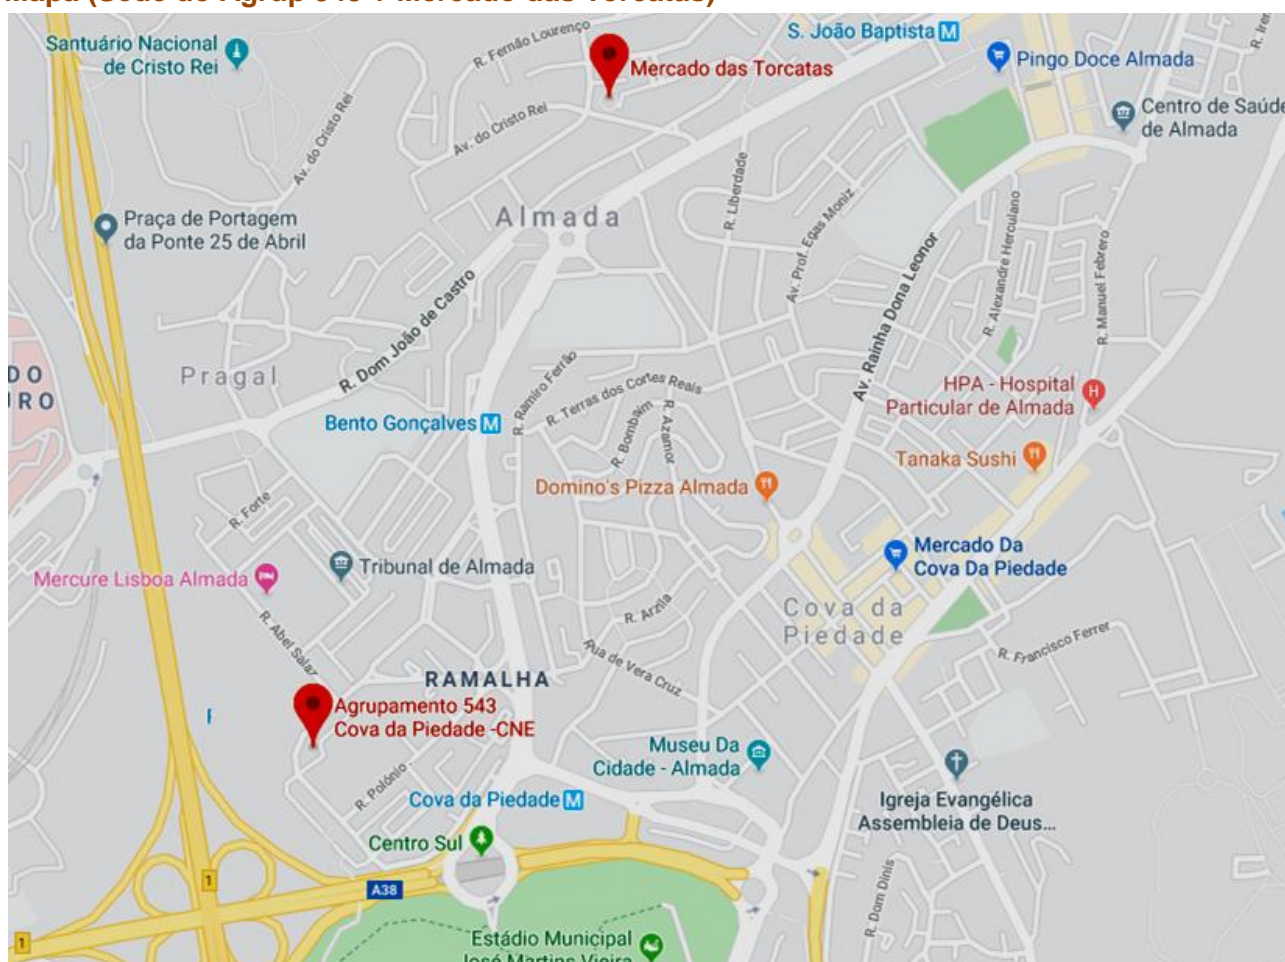 R. Fernão Lourenço
S. João Baptista M
Santuário Nacional
de Cristo Rei
Mercado das Torcatas
Pingo Doce Almada
Av. do Cristo Rei
Av. do Cristo Rei
Centro de Saúde
de Almada
R. Liberdade
Praça de Portagem
da Ponte 25 de Abril
Almada
Av. Prof. Egas Moniz
Av. Rainha Dona Leonor
R. Alexandre Herculano
R. Manuel Febrero
R. Dom João de Castro
Pragal
R. Ramiro Ferrão
R. Terras dos Cortes Reais
HPA - Hospital
Particular de Almada
H
Bento Gonçalves M
R. Bombaim
R. Azamor
Tanaka Sushi
Domino's Pizza Almada
R. Forte
Mercado Da
Cova Da Piedade
Tribunal de Almada
Mercure Lisboa Almada
R. Arzila
Cova da
Piedade
R. Abel Salaz
Rua de Vera Cruz
R. Francisco Ferrer
RAMALHA
Agrupamento 543
Cova da Piedade -CNE
Museu Da
Cidade - Almada
R. Polónio
Cova da Piedade M
Igreja Evangélica
Assembleia de Deus...
Centro Sul
1
A38
R. Dom Dinis
1
Estádio Municipal
José Martins Vieira